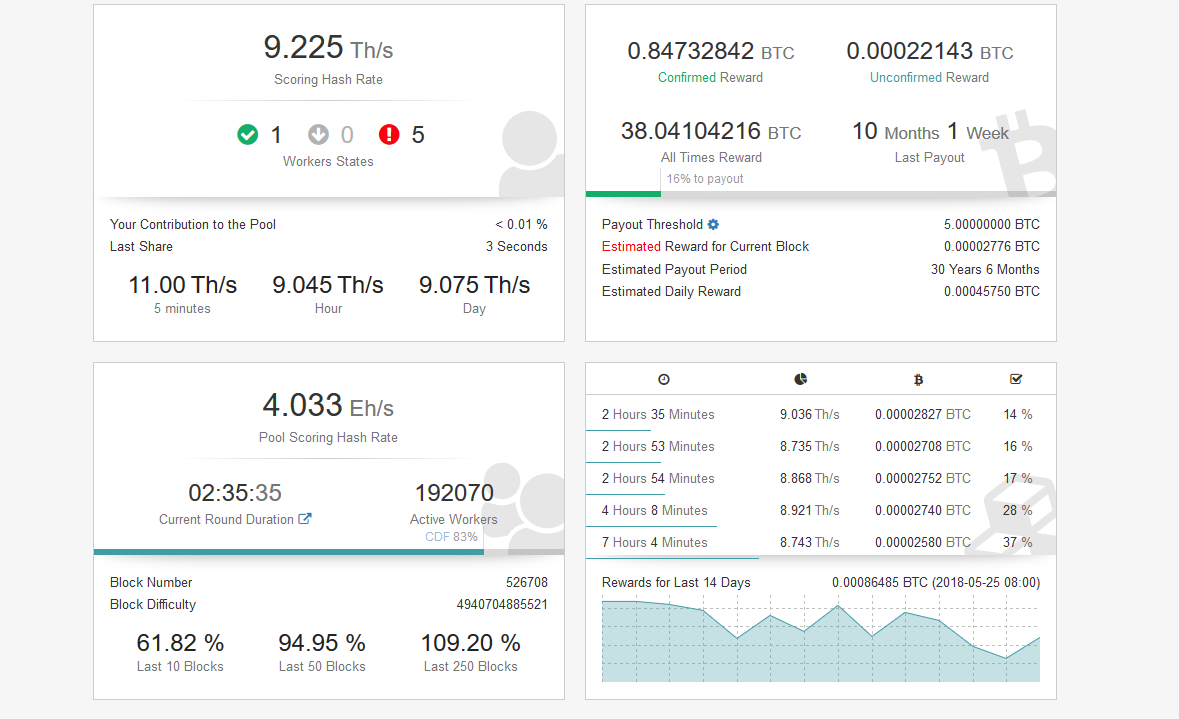 9.225 Th/s
Scoring Hash Rate
1 0 5
Workers States
Your Contribution to the Pool < 0.01 %
Last Share 3 Seconds
11.00 Th/s 9.045 Th/s 9.075 Th/s
5 minutes Hour Day
0.84732842 BTC 0.00022143 BTC
Confirmed Reward Unconfirmed Reward
38.04104216 BTC 10 Months 1 Week
All Times Reward Last Payout
16% to payout
Payout Threshold 5.00000000 BTC
Estimated Reward for Current Block 0.00002776 BTC
Estimated Payout Period 30 Years 6 Months
Estimated Daily Reward 0.00045750 BTC
4.033 Eh/s
Pool Scoring Hash Rate
02:35:35 192070
Current Round Duration Active Workers
CDF 83%
Block Number 526708
Block Difficulty 4940704885521
61.82 % 94.95 % 109.20 %
Last 10 Blocks Last 50 Blocks Last 250 Blocks
2 Hours 35 Minutes 9.036 Th/s 0.00002827 BTC 14 %
2 Hours 53 Minutes 8.735 Th/s 0.00002708 BTC 16 %
2 Hours 54 Minutes 8.868 Th/s 0.00002752 BTC 17 %
4 Hours 8 Minutes 8.921 Th/s 0.00002740 BTC 28 %
7 Hours 4 Minutes 8.743 Th/s 0.00002580 BTC 37 %
Rewards for Last 14 Days 0.00086485 BTC (2018-05-25 08:00)